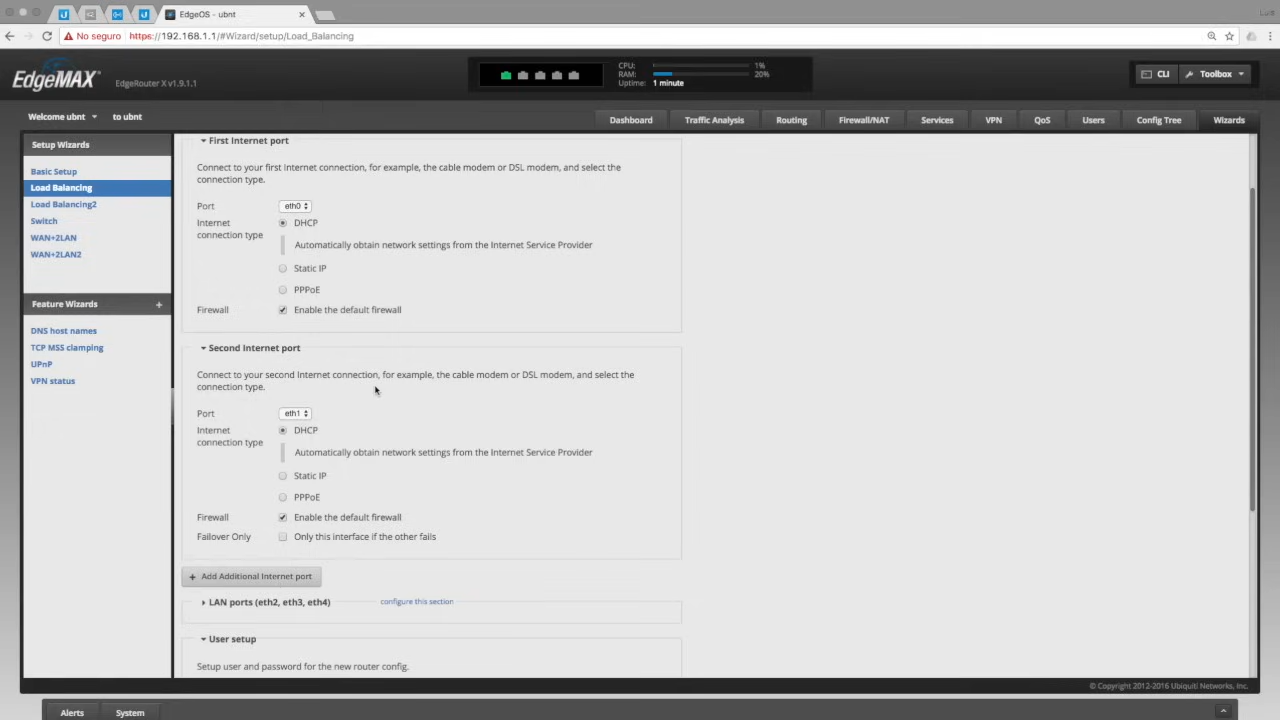 EdgeOS - ubnt
No seguro https://192.168.1.1/#Wizard/setup/Load_Balancing
EdgeMAX
EdgeRouter X v1.9.1.1
CPU: 1%
RAM: 20%
Uptime: 1 minute
CLI
Toolbox
Welcome ubnt to ubnt
Dashboard Traffic Analysis Routing Firewall/NAT Services VPN QoS Users Config Tree Wizards
Setup Wizards
Basic Setup
Load Balancing
Load Balancing2
Switch
WAN+2LAN
WAN+2LAN2
Feature Wizards +
DNS host names
TCP MSS clamping
UPnP
VPN status
First Internet port
Connect to your first Internet connection, for example, the cable modem or DSL modem, and select the
connection type.
Port eth0
Internet
connection type
DHCP
Automatically obtain network settings from the Internet Service Provider
Static IP
PPPoE
Firewall Enable the default firewall
Second Internet port
Connect to your second Internet connection, for example, the cable modem or DSL modem, and select the
connection type.
Port eth1
Internet
connection type
DHCP
Automatically obtain network settings from the Internet Service Provider
Static IP
PPPoE
Firewall Enable the default firewall
Failover Only Only this interface if the other fails
+ Add Additional Internet port
LAN ports (eth2, eth3, eth4) configure this section
User setup
Setup user and password for the new router config.
© Copyright 2012-2016 Ubiquiti Networks, Inc.
Alerts System